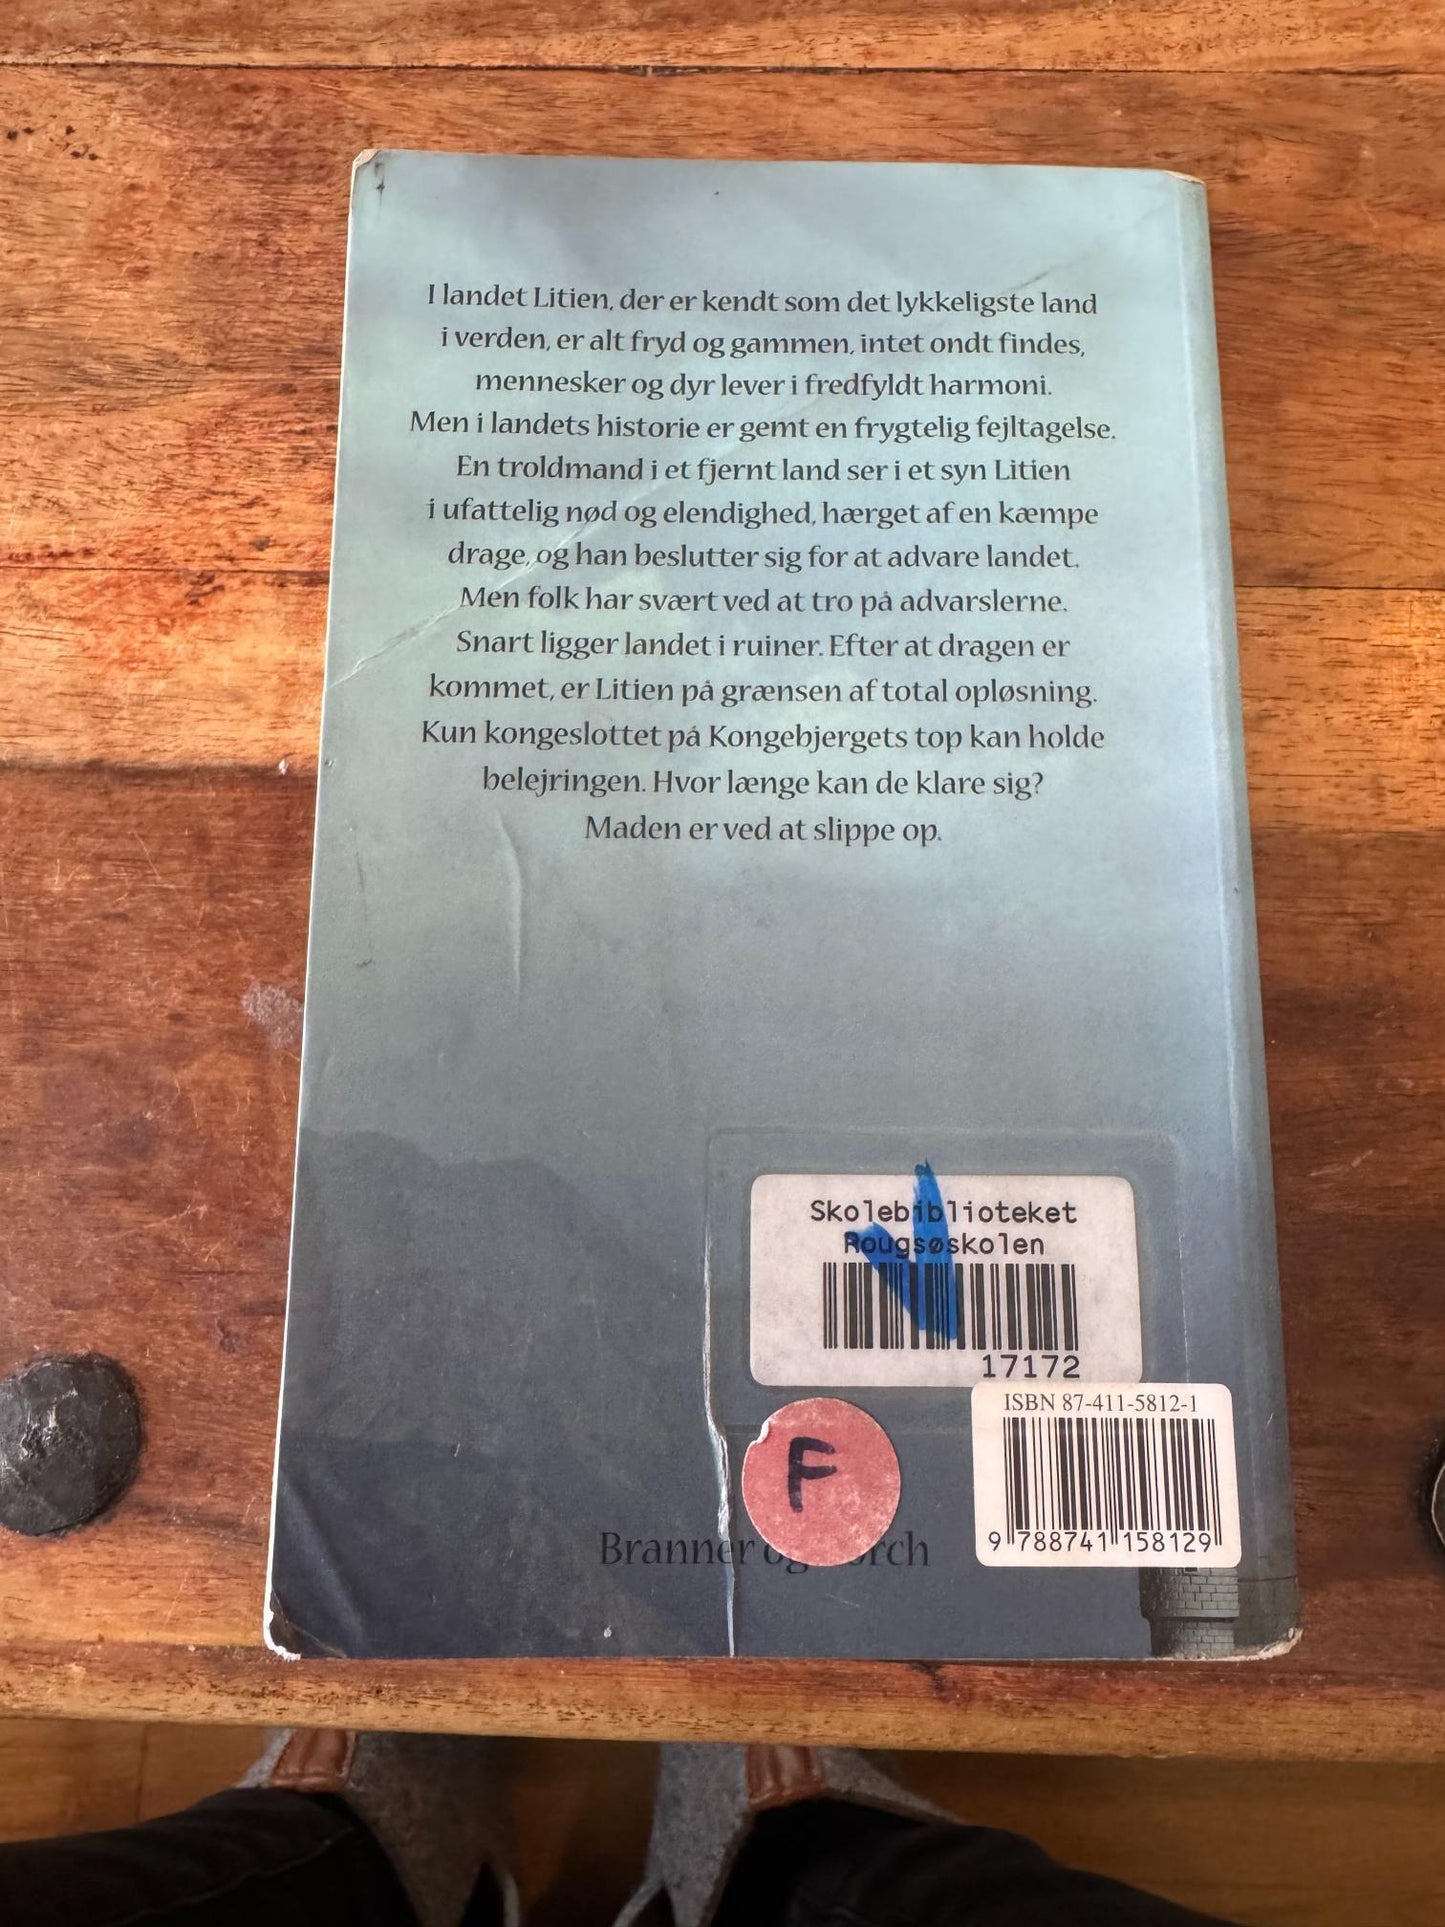 I landet Litien, der er kendt som det lykkeligste land
i verden, er alt fryd og gammen, intet ondt findes,
mennesker og dyr lever i fredfyldt harmoni.
Men i landets historie er gemt en frygtelig fejltagelse.
En troldmand i et fjernt land ser i et syn Litien
i ufattelig nød og elendighed, hærget af en kæmpe
drage, og han beslutter sig for at advare landet.
Men folk har svært ved at tro på advarslerne.
Snart ligger landet i ruiner. Efter at dragen er
kommet, er Litien på grænsen af total opløsning.
Kun kongeslottet på Kongebjergets top kan holde
belejringen. Hvor længe kan de klare sig?
Maden er ved at slippe op.
Skolebiblioteket
Rougsøskolen
17172
ISBN 87-411-5812-1
9 788741 158129
F
Branner og